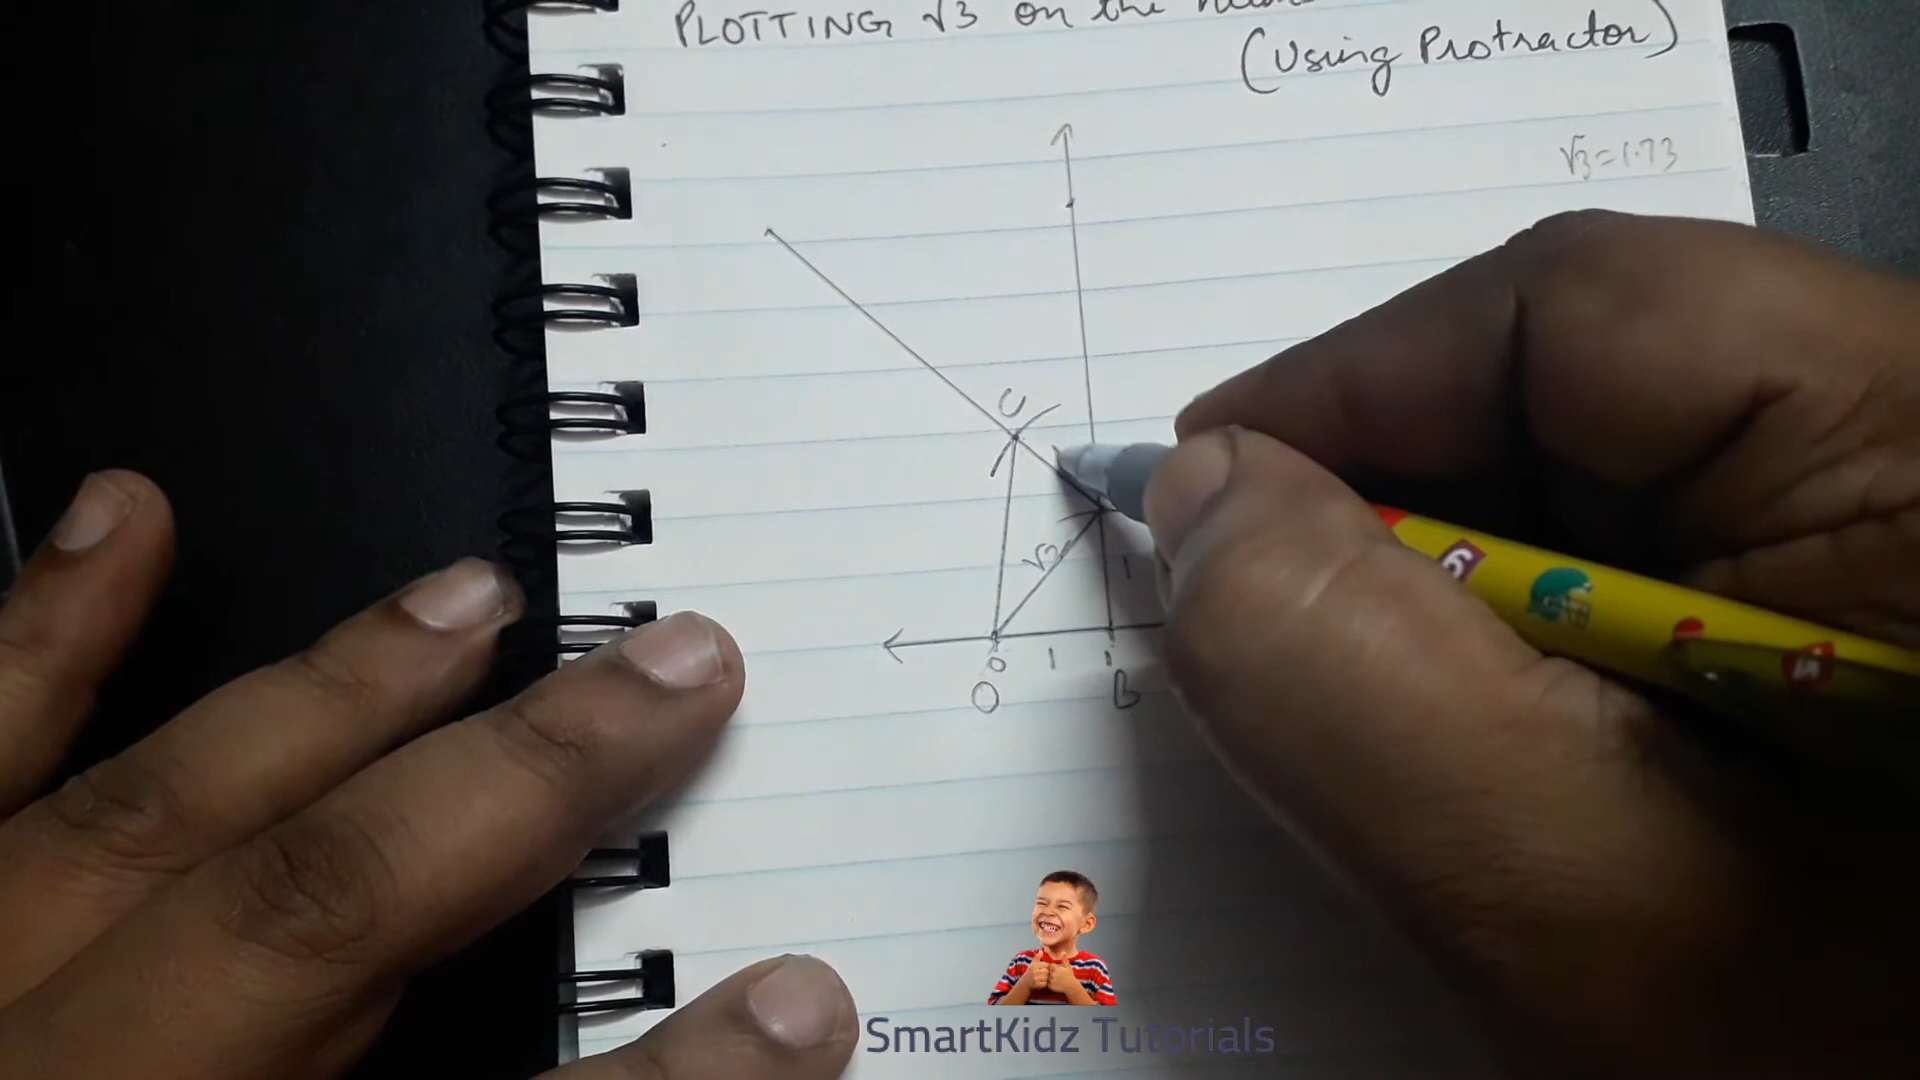 PLOTTING √3 on the
(Using Protractor)
√3=1.73
C
√2
1
0 1 1
O B
SmartKidz Tutorials